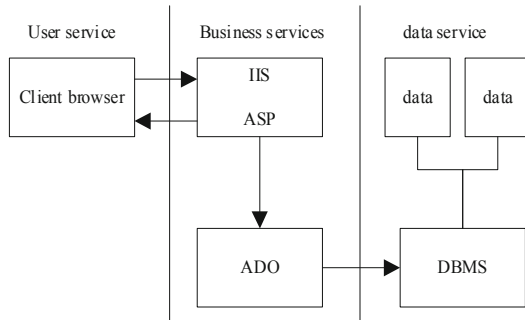 User service
Business services
data service
Client browser
IIS
ASP
data
data
ADO
DBMS